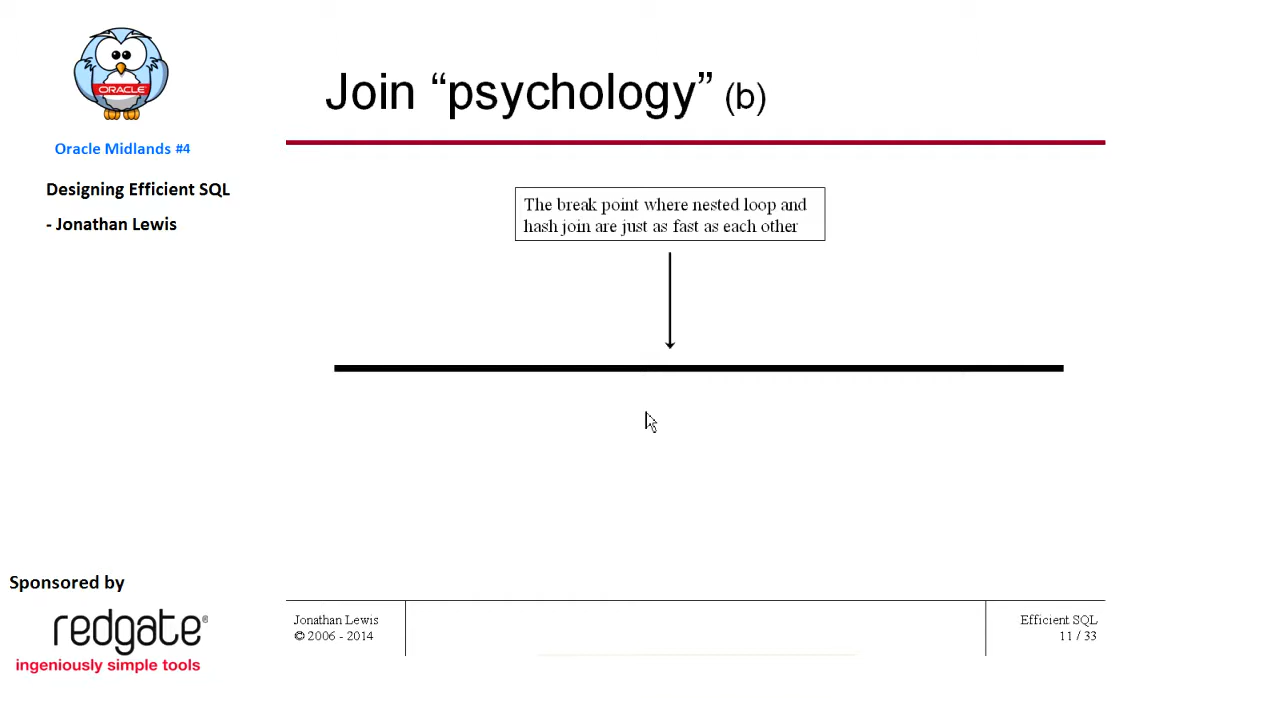 ORACLE
Oracle Midlands #4
Designing Efficient SQL
- Jonathan Lewis
Join “psychology” (b)
The break point where nested loop and
hash join are just as fast as each other
Sponsored by
redgate®
ingeniously simple tools
Jonathan Lewis
© 2006 - 2014
Efficient SQL
11 / 33